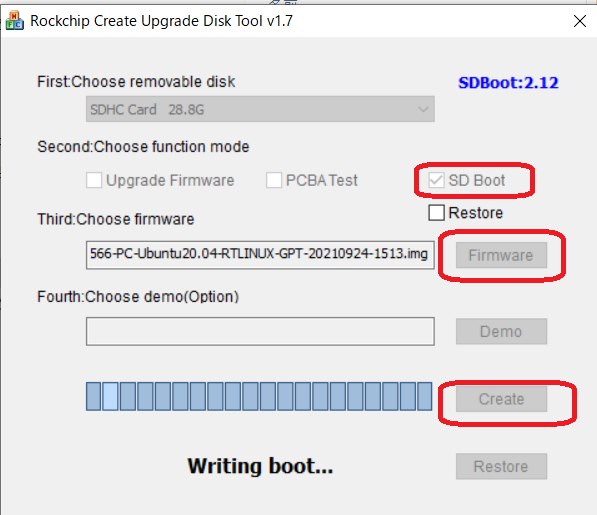 Rockchip Create Upgrade Disk Tool v1.7
First:Choose removable disk
SDBoot:2.12
SDHC Card 28.8G
Second:Choose function mode
Upgrade Firmware
PCBA Test
SD Boot
Restore
Third:Choose firmware
566-PC-Ubuntu20.04-RTLINUX-GPT-20210924-1513.img
Firmware
Fourth:Choose demo(Option)
Demo
Create
Writing boot...
Restore